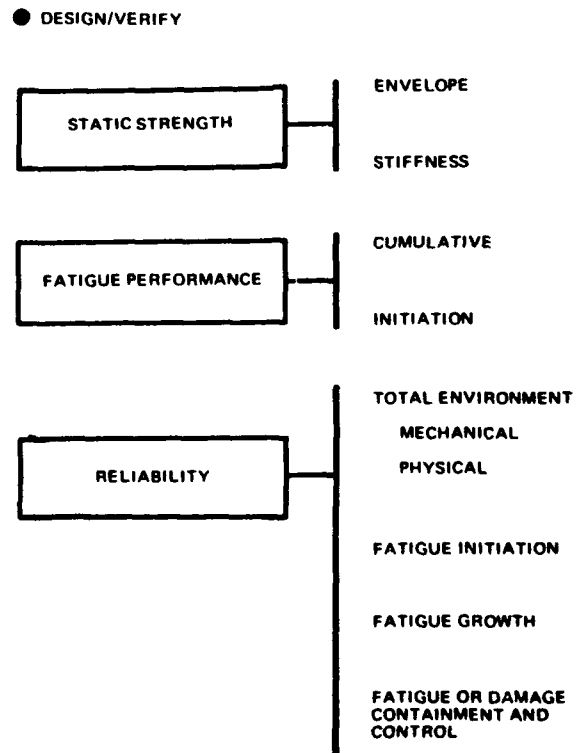 ● DESIGN/VERIFY
STATIC STRENGTH
ENVELOPE
STIFFNESS
FATIGUE PERFORMANCE
CUMULATIVE
INITIATION
RELIABILITY
TOTAL ENVIRONMENT
MECHANICAL
PHYSICAL
FATIGUE INITIATION
FATIGUE GROWTH
FATIGUE OR DAMAGE
CONTAINMENT AND
CONTROL